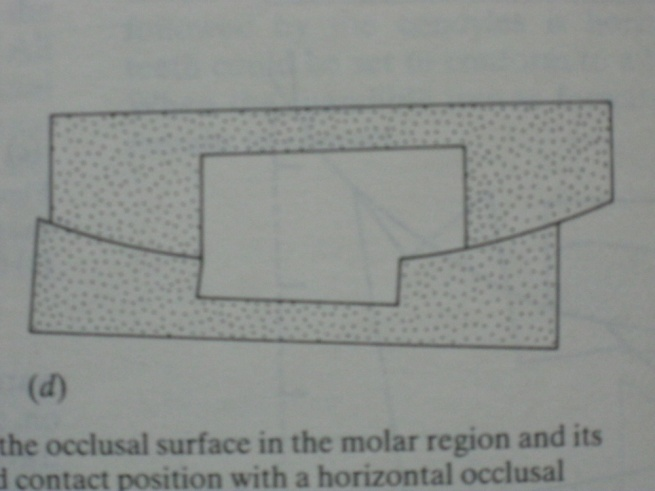 (d)
the occlusal surface in the molar region and its
contact position with a horizontal occlusal